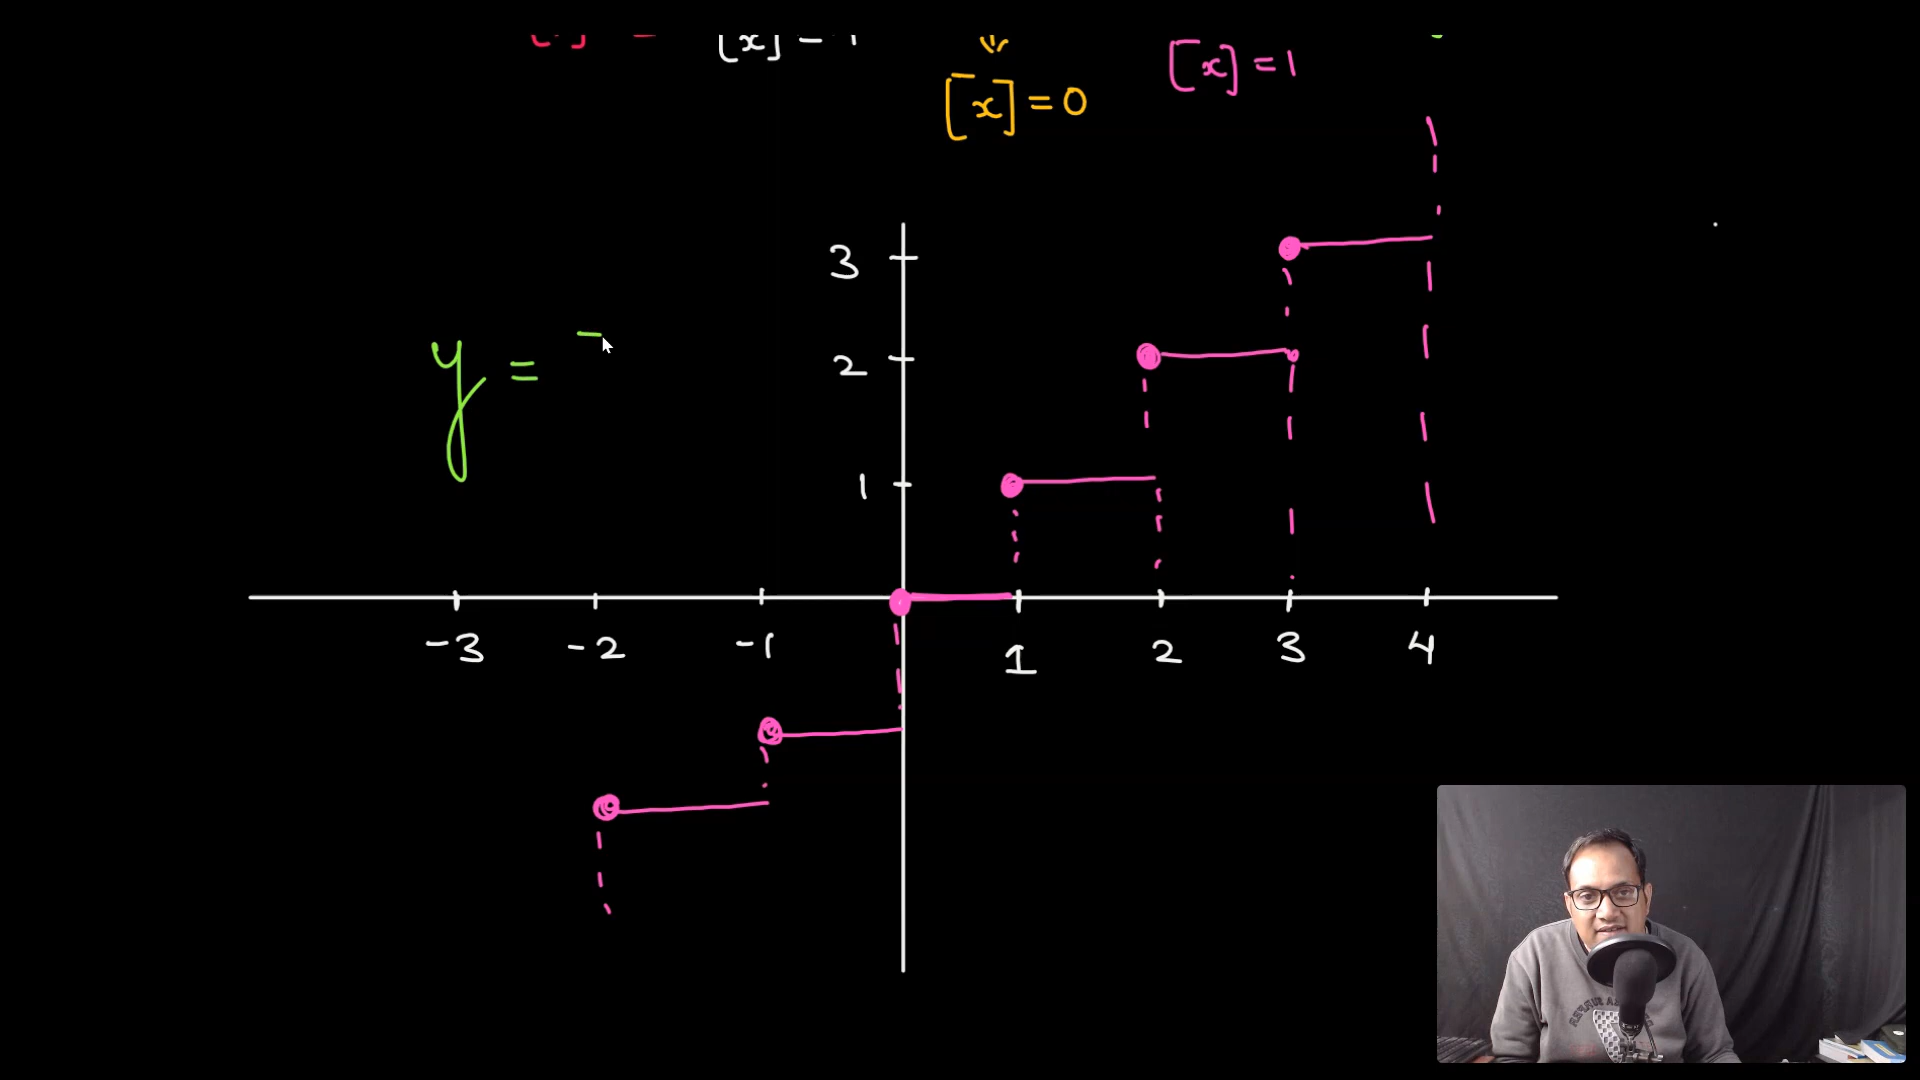 [x] = 1
[x] = 0
3
y =
2
1
-3 -2 -1 1 2 3 4